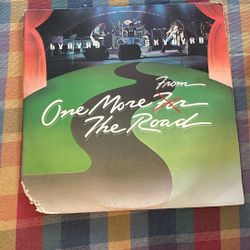 LYNYRD SKYNYRD
From
One More For
The Road